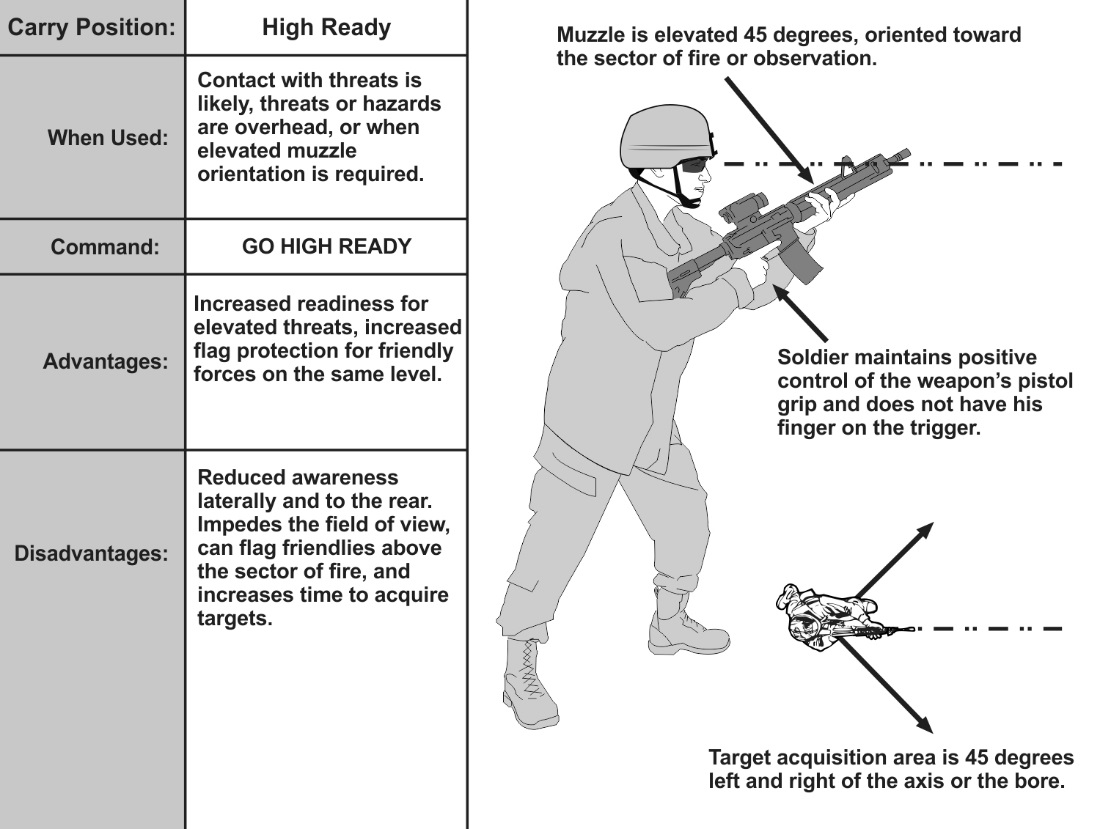 Carry Position:
High Ready
When Used:
Contact with threats is
likely, threats or hazards
are overhead, or when
elevated muzzle
orientation is required.
Command:
GO HIGH READY
Advantages:
Increased readiness for
elevated threats, increased
flag protection for friendly
forces on the same level.
Disadvantages:
Reduced awareness
laterally and to the rear.
Impedes the field of view,
can flag friendlies above
the sector of fire, and
increases time to acquire
targets.
Muzzle is elevated 45 degrees, oriented toward
the sector of fire or observation.
Soldier maintains positive
control of the weapon’s pistol
grip and does not have his
finger on the trigger.
Target acquisition area is 45 degrees
left and right of the axis or the bore.